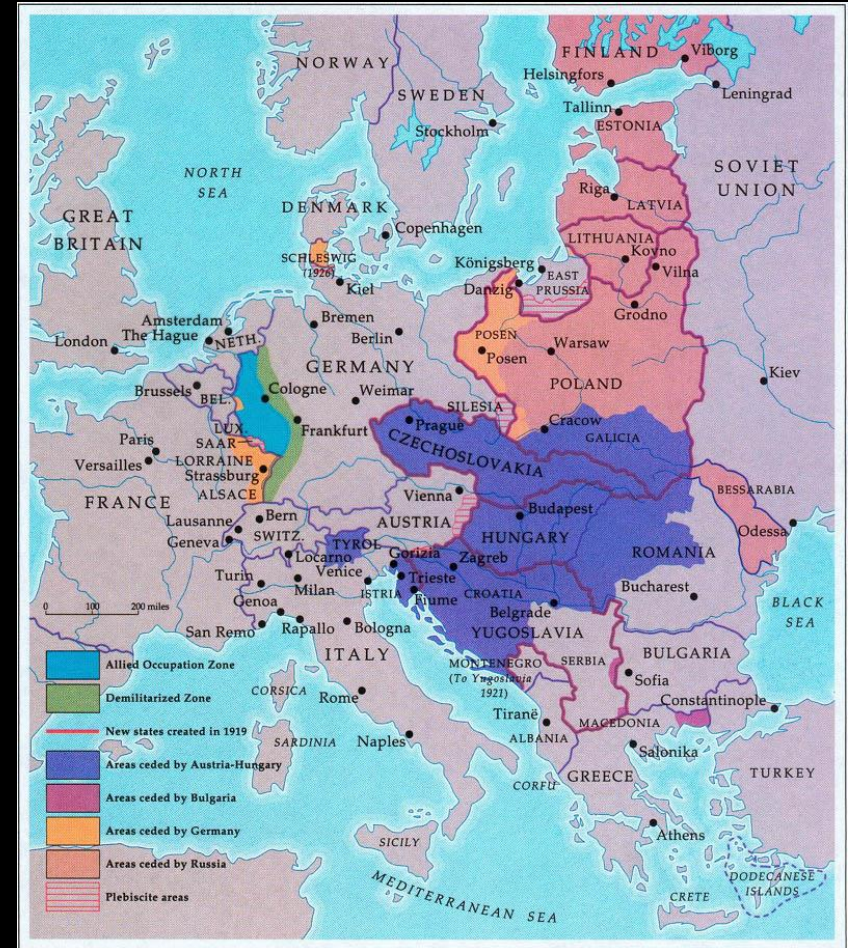 NORWAY
SWEDEN
FINLAND
Viborg
Helsingfors
Leningrad
Tallinn
ESTONIA
Stockholm
NORTH
SEA
SOVIET
UNION
Riga
LATVIA
GREAT
BRITAIN
DENMARK
Copenhagen
LITHUANIA
Kovno
Vilna
SCHLESWIG
(1926)
Kiel
Königsberg
EAST
PRUSSIA
Danzig
Grodno
Amsterdam
The Hague
NETH.
Bremen
Berlin
POSEN
Posen
Warsaw
London
GERMANY
POLAND
Kiev
Brussels
BEL.
Cologne
Weimar
SILESIA
LUX.
Frankfurt
Prague
Cracow
GALICIA
Paris
Versailles
SAAR
LORRAINE
Strassburg
ALSACE
CZECHOSLOVAKIA
FRANCE
Vienna
BESSARABIA
Odessa
Lausanne
Geneva
Bern
SWITZ.
AUSTRIA
Budapest
HUNGARY
TYROL
ROMANIA
Locarno
Gorizia
Zagreb
Turin
Milan
Venice
Trieste
ISTRIA
Fiume
CROATIA
Belgrade
Bucharest
0 100 200 miles
Genoa
San Remo
Rapallo
Bologna
YUGOSLAVIA
BLACK
SEA
ITALY
MONTENEGRO
(To Yugoslavia
1921)
SERBIA
BULGARIA
Sofia
Constantinople
CORSICA
Rome
Tiranë
ALBANIA
MACEDONIA
SARDINIA
Naples
Salonika
CORFU
GREECE
TURKEY
Athens
SICILY
DODECANESE
ISLANDS
CRETE
MEDITERRANEAN SEA
Allied Occupation Zone
Demilitarized Zone
New states created in 1919
Areas ceded by Austria-Hungary
Areas ceded by Bulgaria
Areas ceded by Germany
Areas ceded by Russia
Plebiscite areas